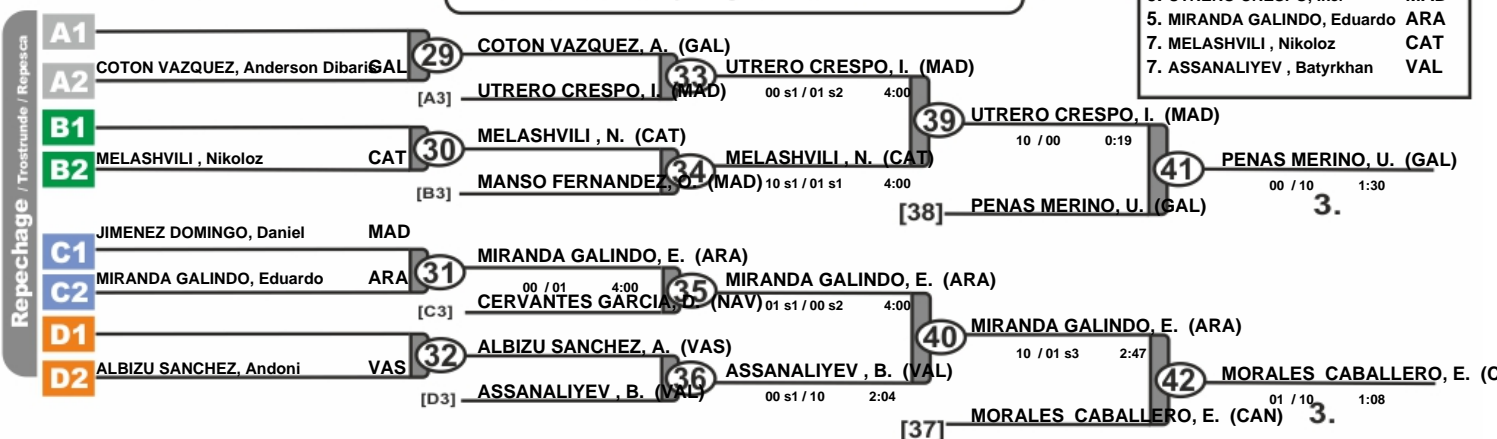 Repechage / Trostrunde / Repesca
5. MIRANDA GALINDO, Eduardo ARA
7. MELASHVILI , Nikoloz CAT
7. ASSANALIYEV , Batyrkhan VAL
A1
A2 COTON VAZQUEZ, Anderson Dibaris GAL
29
COTON VAZQUEZ, A. (GAL)
[A3] UTRERO CRESPO, I. (MAD)
33
UTRERO CRESPO, I. (MAD)
00 s1 / 01 s2 4:00
B1
B2 MELASHVILI , Nikoloz CAT
30
MELASHVILI , N. (CAT)
[B3] MANSO FERNANDEZ, O. (MAD)
34
MELASHVILI , N. (CAT)
10 s1 / 01 s1 4:00
39
UTRERO CRESPO, I. (MAD)
10 / 00 0:19
[38] PENAS MERINO, U. (GAL)
41
PENAS MERINO, U. (GAL)
00 / 10 1:30
3.
C1 JIMENEZ DOMINGO, Daniel MAD
C2 MIRANDA GALINDO, Eduardo ARA
31
MIRANDA GALINDO, E. (ARA)
00 / 01 4:00
[C3] CERVANTES GARCIA, D. (NAV)
35
MIRANDA GALINDO, E. (ARA)
01 s1 / 00 s2 4:00
D1
D2 ALBIZU SANCHEZ, Andoni VAS
32
ALBIZU SANCHEZ, A. (VAS)
[D3] ASSANALIYEV , B. (VAL)
36
ASSANALIYEV , B. (VAL)
00 s1 / 10 2:04
40
MIRANDA GALINDO, E. (ARA)
10 / 01 s3 2:47
[37] MORALES CABALLERO, E. (CAN)
42
MORALES CABALLERO, E.
01 / 10 1:08
3.